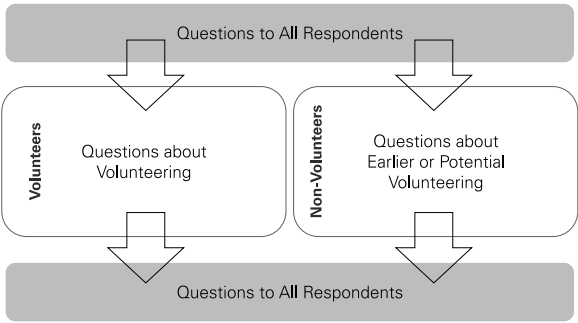 Questions to All Respondents
Volunteers
Questions about
Volunteering
Non-Volunteers
Questions about
Earlier or Potential
Volunteering
Questions to All Respondents